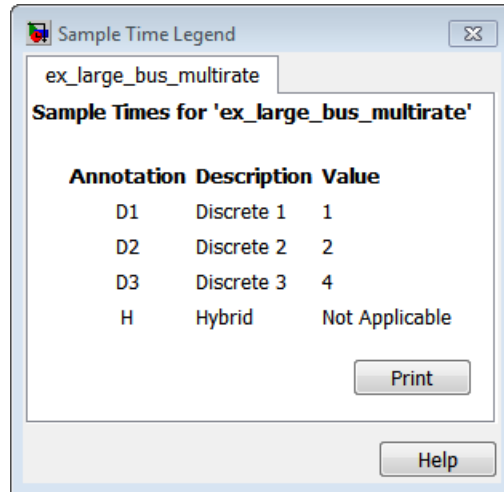 Sample Time Legend
ex_large_bus_multirate
Sample Times for 'ex_large_bus_multirate'
Annotation Description Value
D1 Discrete 1 1
D2 Discrete 2 2
D3 Discrete 3 4
H Hybrid Not Applicable
Print
Help